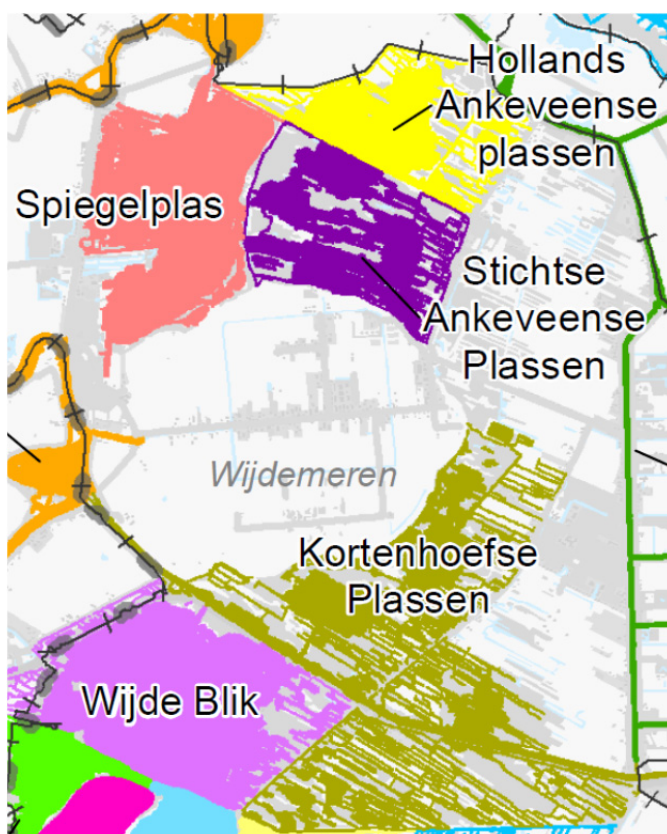 Hollands
Ankeveense
plassen
Spiegelplas
Stichtse
Ankeveense
Plassen
Wijdemeren
Kortenhoefse
Plassen
Wijde Blik